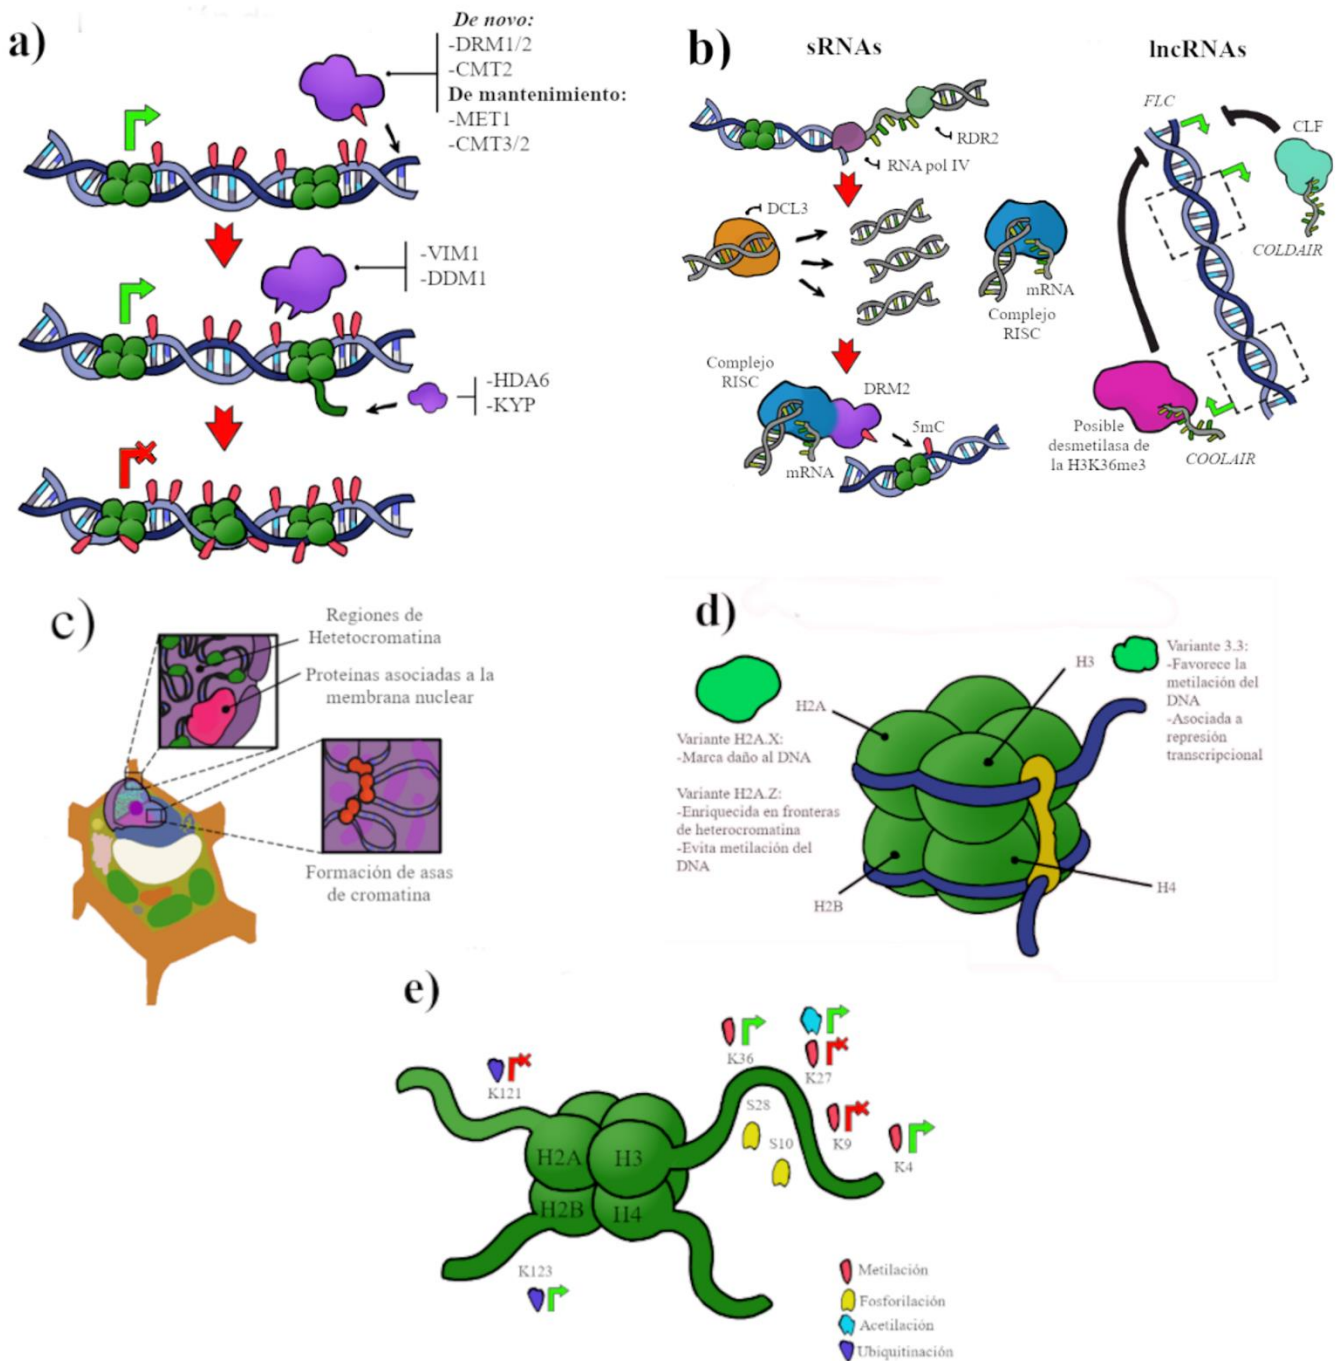 a)
De novo:
-DRM1/2
-CMT2
De mantenimiento:
-MET1
-CMT3/2
-VIM1
-DDM1
-HDA6
-KYP
b)
sRNAs
RDR2
RNA pol IV
DCL3
mRNA
Complejo
RISC
Complejo
RISC
DRM2
5mC
mRNA
lncRNAs
FLC
CLF
COLDAIR
Posible
desmetilasa de
la H3K36me3
COOLAIR
c)
Regiones de
Hetetocromatina
Proteínas asociadas a la
membrana nuclear
Formación de asas
de cromatina
d)
H2A
H3
Variante H2A.X:
-Marca daño al DNA
Variante H2A.Z:
-Enriquecida en fronteras
de heterocromatina
-Evita metilación del
DNA
H2B
H4
Variante 3.3:
-Favorece la
metilación del
DNA
-Asociada a
represión
transcripcional
e)
K121
K36
K27
S28
S10
K9
K4
H2A
H3
H2B
H4
K123
Metilación
Fosforilación
Acetilación
Ubiquitinación